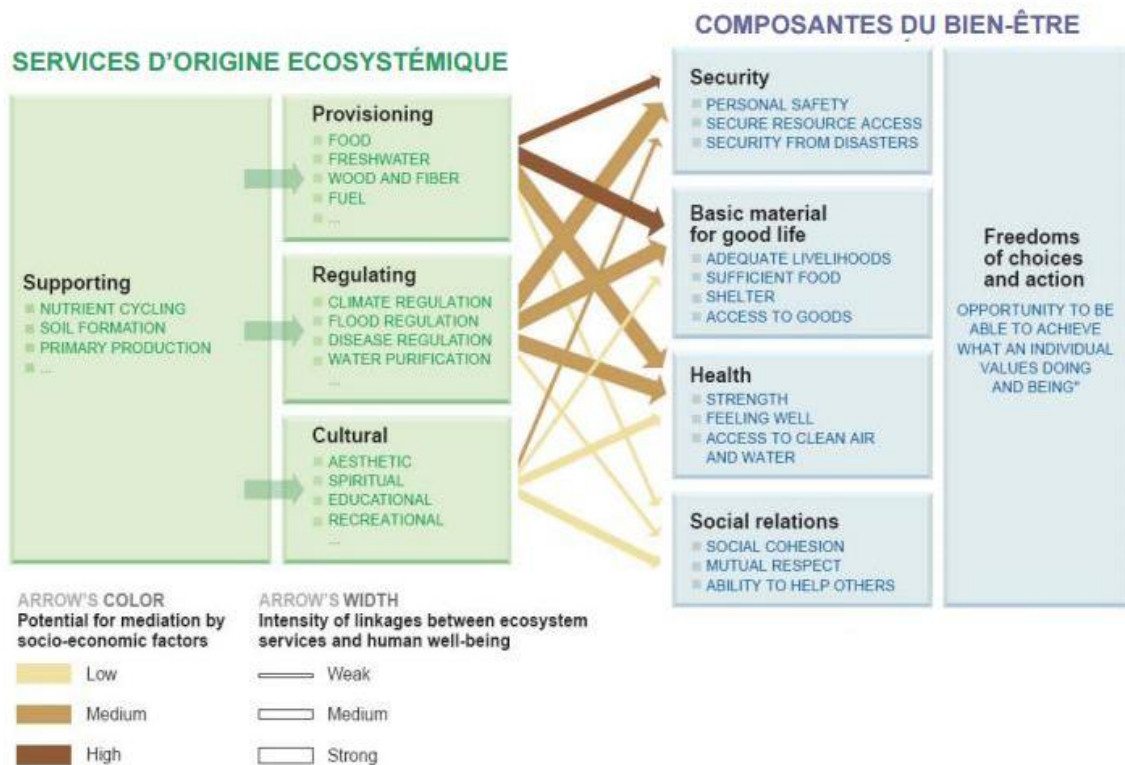 COMPOSANTES DU BIEN-ÊTRE
SERVICES D'ORIGINE ECOSYSTÉMIQUE
Supporting
NUTRIENT CYCLING
SOIL FORMATION
PRIMARY PRODUCTION
...
Provisioning
FOOD
FRESHWATER
WOOD AND FIBER
FUEL
...
Regulating
CLIMATE REGULATION
FLOOD REGULATION
DISEASE REGULATION
WATER PURIFICATION
...
Cultural
AESTHETIC
SPIRITUAL
EDUCATIONAL
RECREATIONAL
...
Security
PERSONAL SAFETY
SECURE RESOURCE ACCESS
SECURITY FROM DISASTERS
Basic material
for good life
ADEQUATE LIVELIHOODS
SUFFICIENT FOOD
SHELTER
ACCESS TO GOODS
Health
STRENGTH
FEELING WELL
ACCESS TO CLEAN AIR
AND WATER
Social relations
SOCIAL COHESION
MUTUAL RESPECT
ABILITY TO HELP OTHERS
Freedoms
of choices
and action
OPPORTUNITY TO BE
ABLE TO ACHIEVE
WHAT AN INDIVIDUAL
VALUES DOING
AND BEING"
ARROW'S COLOR
Potential for mediation by
socio-economic factors
Low
Medium
High
ARROW'S WIDTH
Intensity of linkages between ecosystem
services and human well-being
Weak
Medium
Strong